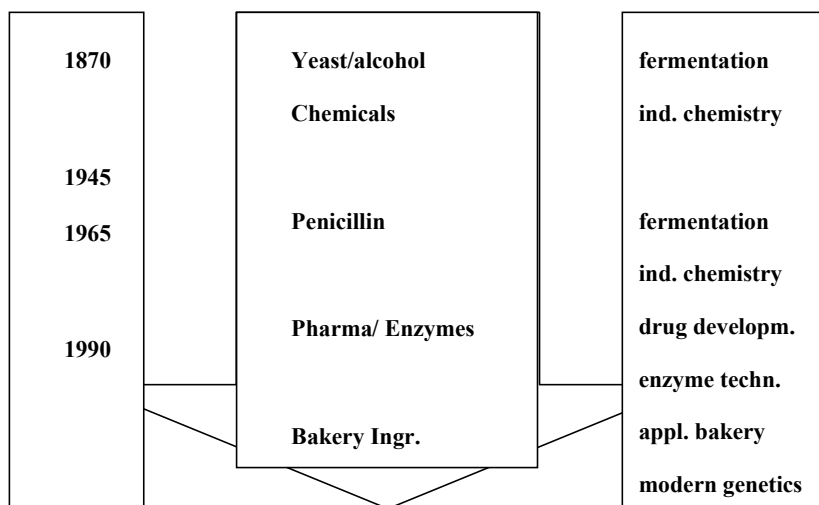 1870
1945
1965
1990
Yeast/alcohol
Chemicals
Penicillin
Pharma/ Enzymes
Bakery Ingr.
fermentation
ind. chemistry
fermentation
ind. chemistry
drug developm.
enzyme techn.
appl. bakery
modern genetics